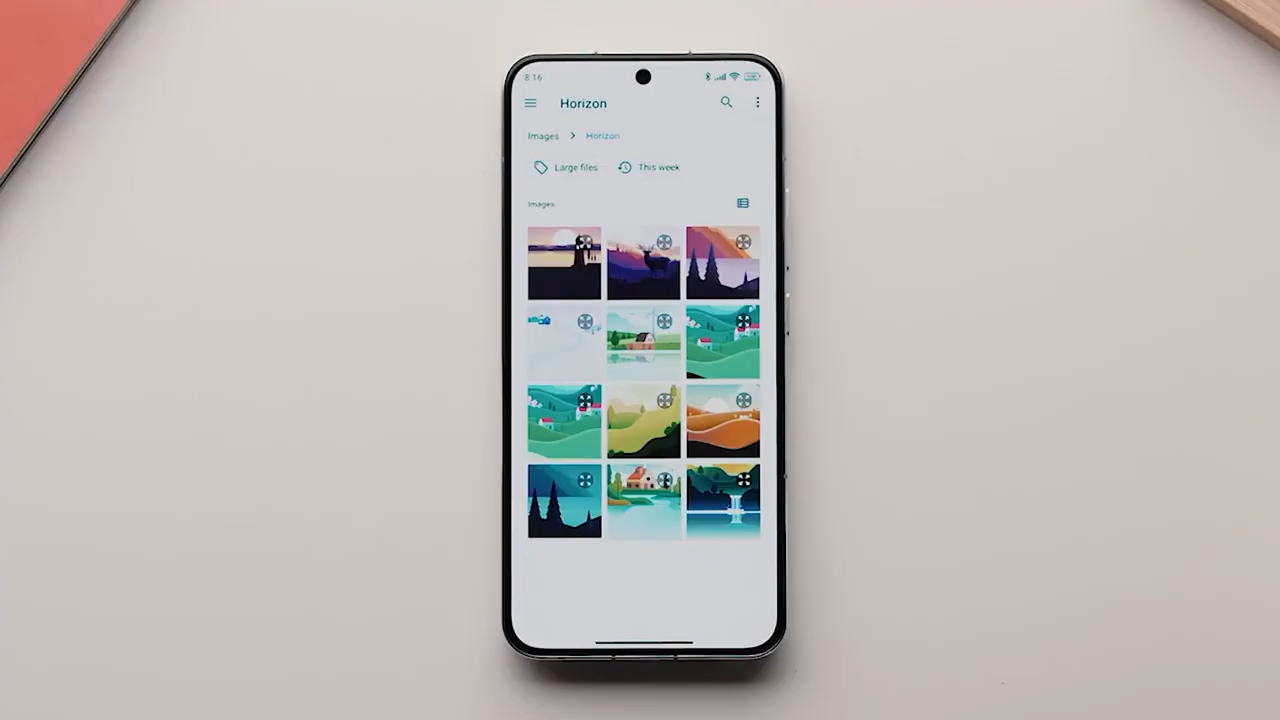 8:16
Horizon
Images > Horizon
Large files
This week
Images